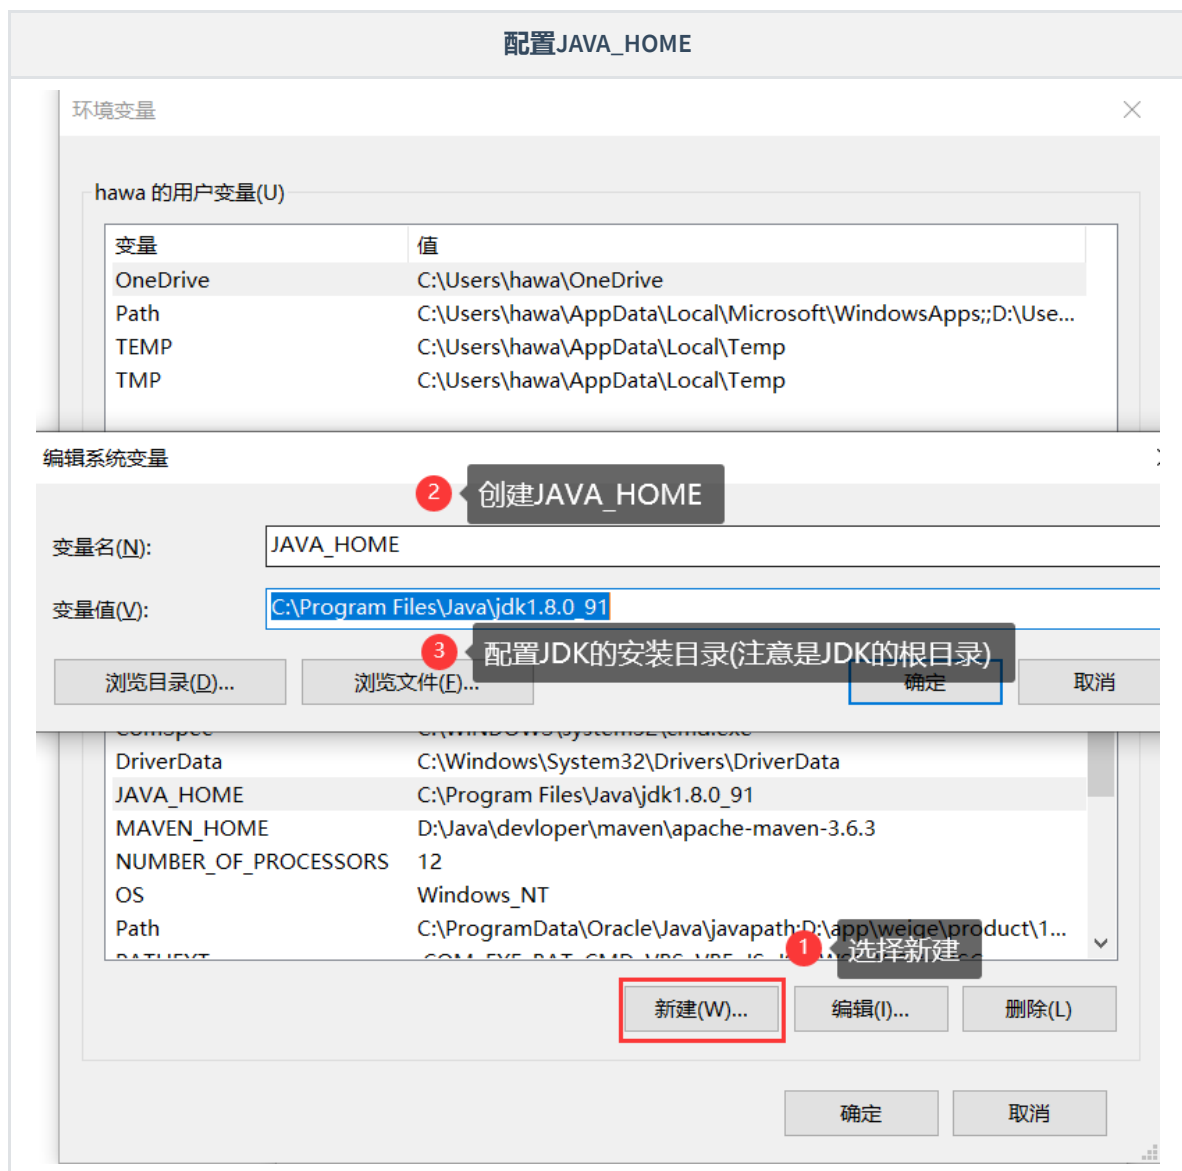 配置JAVA_HOME
环境变量
hawa 的用户变量(U)
变量 值
OneDrive C:\Users\hawa\OneDrive
Path C:\Users\hawa\AppData\Local\Microsoft\WindowsApps;;D:\Use...
TEMP C:\Users\hawa\AppData\Local\Temp
TMP C:\Users\hawa\AppData\Local\Temp
编辑系统变量
2 创建JAVA_HOME
变量名(N): JAVA_HOME
变量值(V): C:\Program Files\Java\jdk1.8.0_91
3 配置JDK的安装目录(注意是JDK的根目录)
浏览目录(D)... 浏览文件(F)... 确定 取消
ComSpec C:\WINDOWS\system32\cmd.exe
DriverData C:\Windows\System32\Drivers\DriverData
JAVA_HOME C:\Program Files\Java\jdk1.8.0_91
MAVEN_HOME D:\Java\devloper\maven\apache-maven-3.6.3
NUMBER_OF_PROCESSORS 12
OS Windows_NT
Path C:\ProgramData\Oracle\Java\javapath;D:\app\weige\product\1...
1 选择新建
PATHEXT
新建(W)... 编辑(I)... 删除(L)
确定 取消